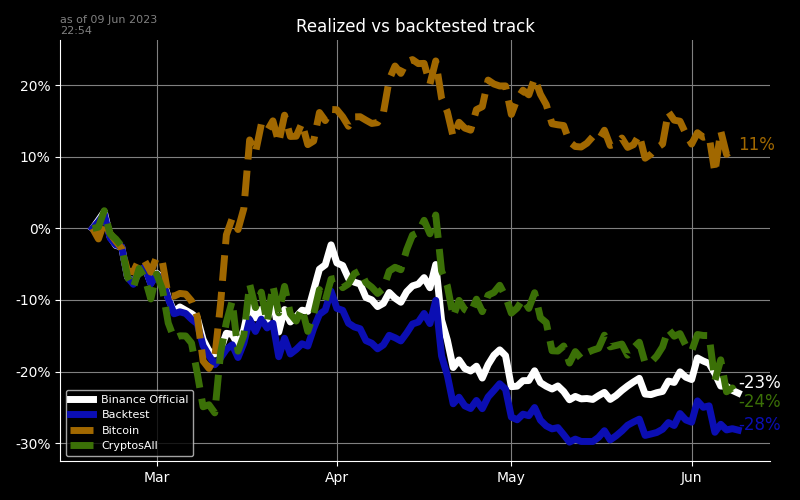 as of 09 Jun 2023
22:54
Realized vs backtested track
20%
10%
0%
-10%
-20%
-30%
11%
-23%
-24%
-28%
Binance Official
Backtest
Bitcoin
CryptosAll
Mar
Apr
May
Jun